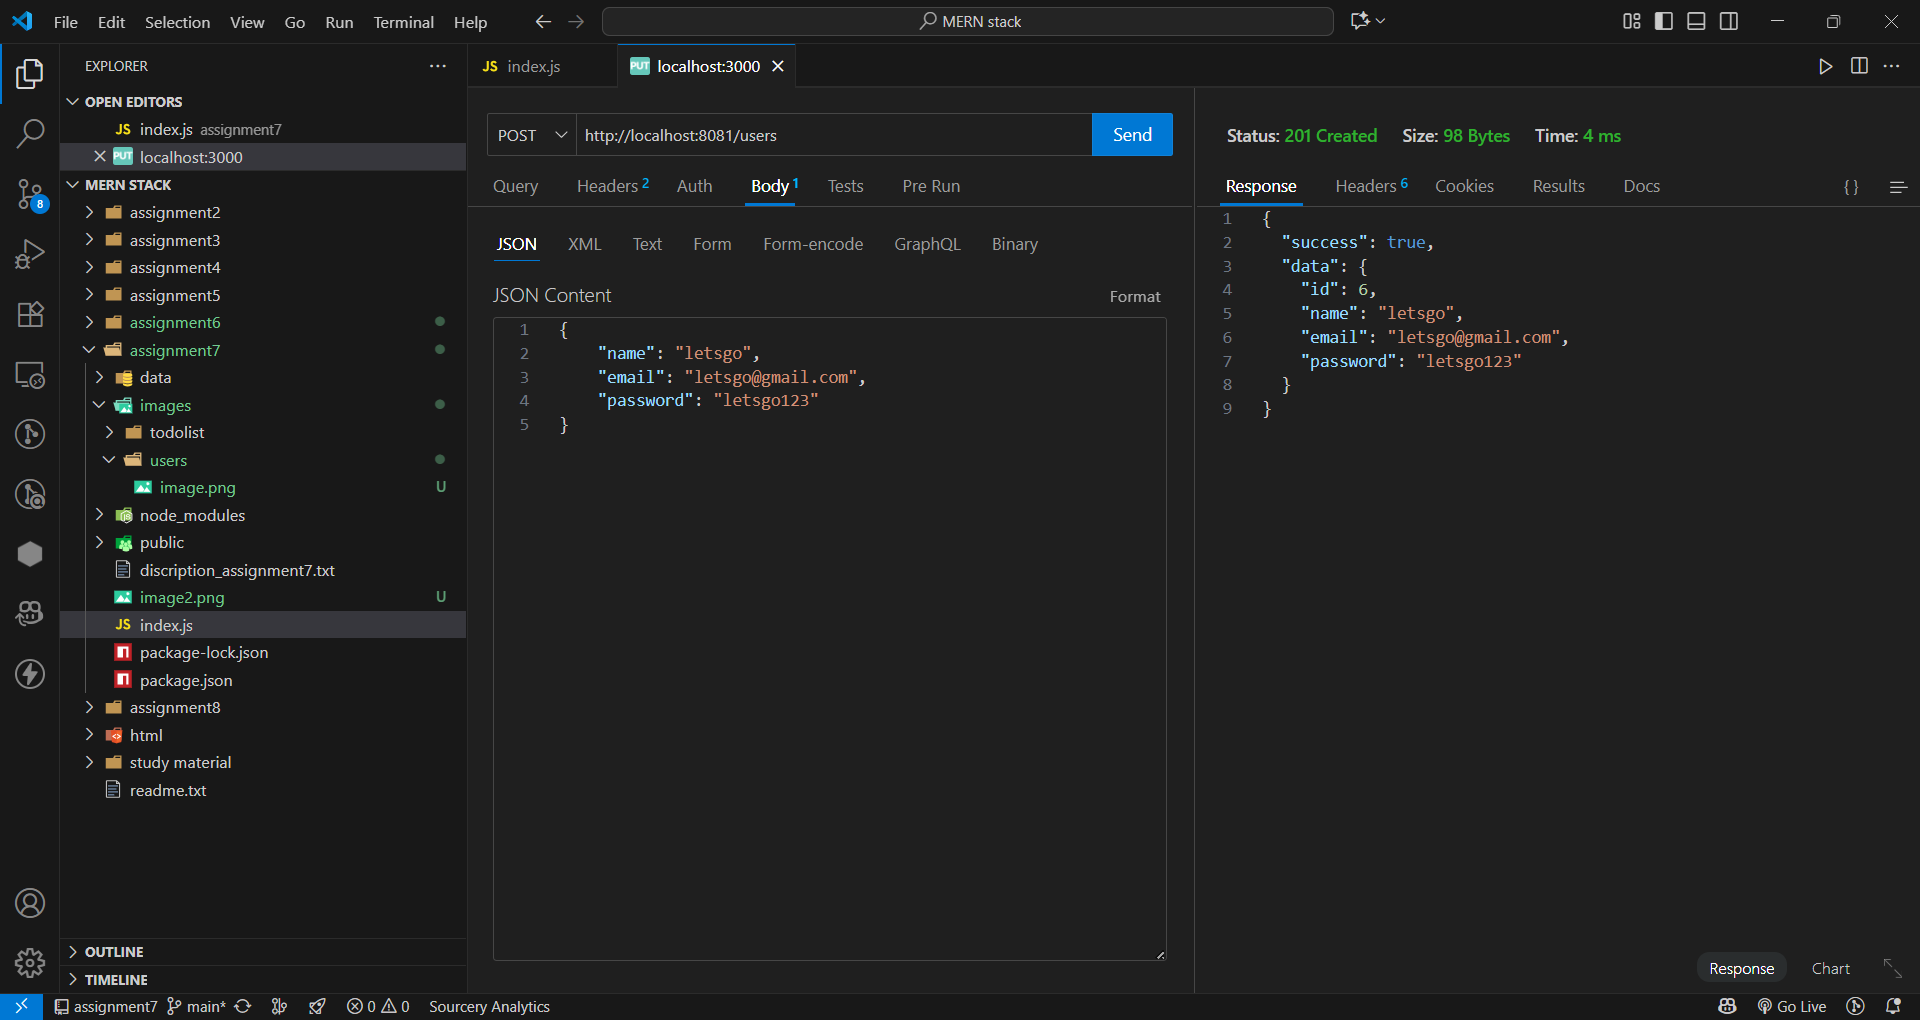 File Edit Selection View Go Run Terminal Help
MERN stack
EXPLORER
OPEN EDITORS
JS index.js assignment7
PUT localhost:3000
MERN STACK
assignment2
assignment3
assignment4
assignment5
assignment6
assignment7
data
images
todolist
users
image.png U
node_modules
public
discription_assignment7.txt
image2.png U
JS index.js
package-lock.json
package.json
assignment8
html
study material
readme.txt
OUTLINE
TIMELINE
8
JS index.js
PUT localhost:3000
POST http://localhost:8081/users Send
Query Headers 2 Auth Body 1 Tests Pre Run
JSON XML Text Form Form-encode GraphQL Binary
JSON Content Format
1 {
2 "name": "letsgo",
3 "email": "letsgo@gmail.com",
4 "password": "letsgo123"
5 }
Status: 201 Created Size: 98 Bytes Time: 4 ms
Response Headers 6 Cookies Results Docs { }
1 {
2 "success": true,
3 "data": {
4 "id": 6,
5 "name": "letsgo",
6 "email": "letsgo@gmail.com",
7 "password": "letsgo123"
8 }
9 }
Response Chart
assignment7 main* 0 0 Sourcery Analytics Go Live